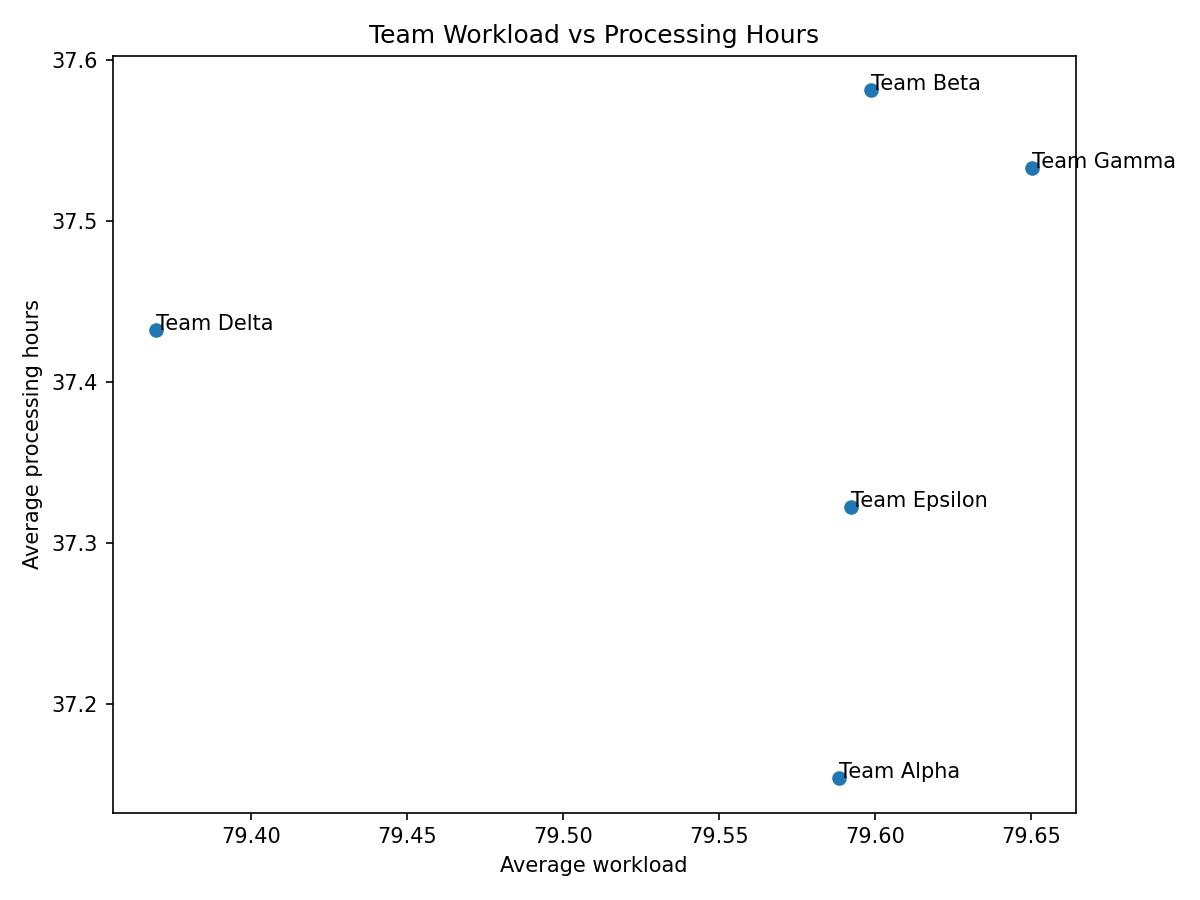 Team Workload vs Processing Hours
37.6
Team Beta
Team Gamma
37.5
Team Delta
37.4
Team Epsilon
37.3
37.2
Team Alpha
Average processing hours
79.40 79.45 79.50 79.55 79.60 79.65
Average workload